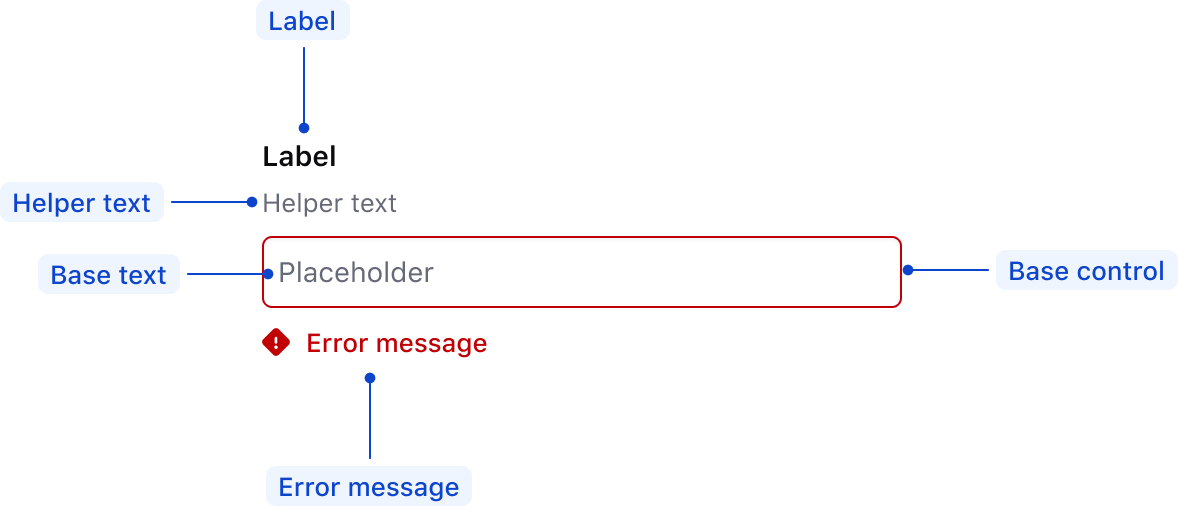 Label
Label
Helper text
Helper text
Base text
Placeholder
Base control
Error message
Error message